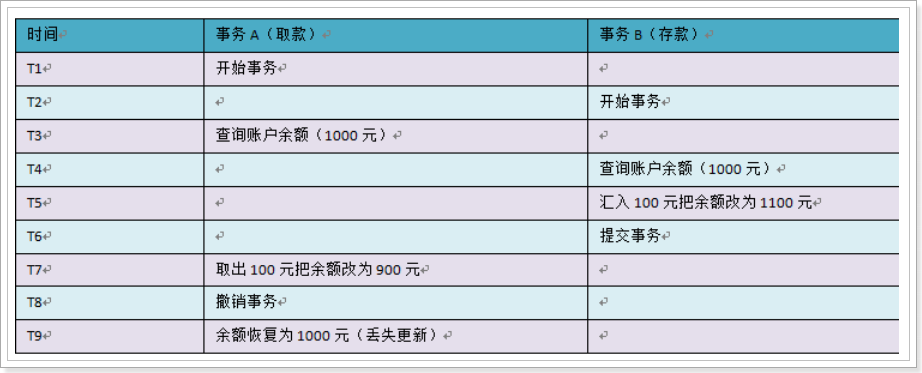 时间 事务 A（取款） 事务 B（存款）
T1 开始事务
T2 开始事务
T3 查询账户余额（1000 元）
T4 查询账户余额（1000 元）
T5 汇入 100 元把余额改为 1100 元
T6 提交事务
T7 取出 100 元把余额改为 900 元
T8 撤销事务
T9 余额恢复为 1000 元（丢失更新）